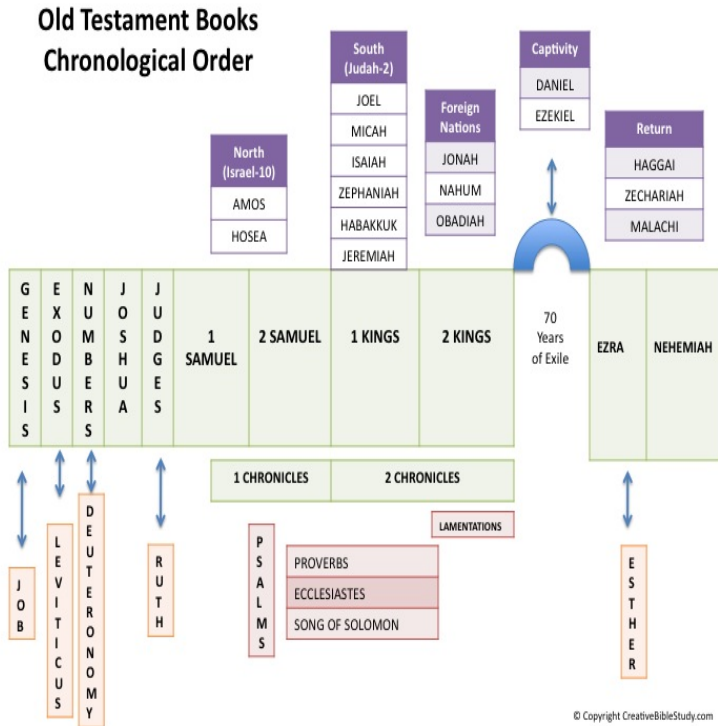 Old Testament Books
Chronological Order
North
(Israel-10)
AMOS
HOSEA
South
(Judah-2)
JOEL
MICAH
ISAIAH
ZEPHANIAH
HABAKKUK
JEREMIAH
Foreign
Nations
JONAH
NAHUM
OBADIAH
Captivity
DANIEL
EZEKIEL
Return
HAGGAI
ZECHARIAH
MALACHI
GENESIS
EXODUS
NUMBERS
JOSHUA
JUDGES
1
SAMUEL
2 SAMUEL
1 KINGS
2 KINGS
70
Years
of Exile
EZRA
NEHEMIAH
1 CHRONICLES
2 CHRONICLES
LAMENTATIONS
JOB
LEVITICUS
DEUTERONOMY
RUTH
PSALMS
PROVERBS
ECCLESIASTES
SONG OF SOLOMON
ESTHER
© Copyright CreativeBibleStudy.com